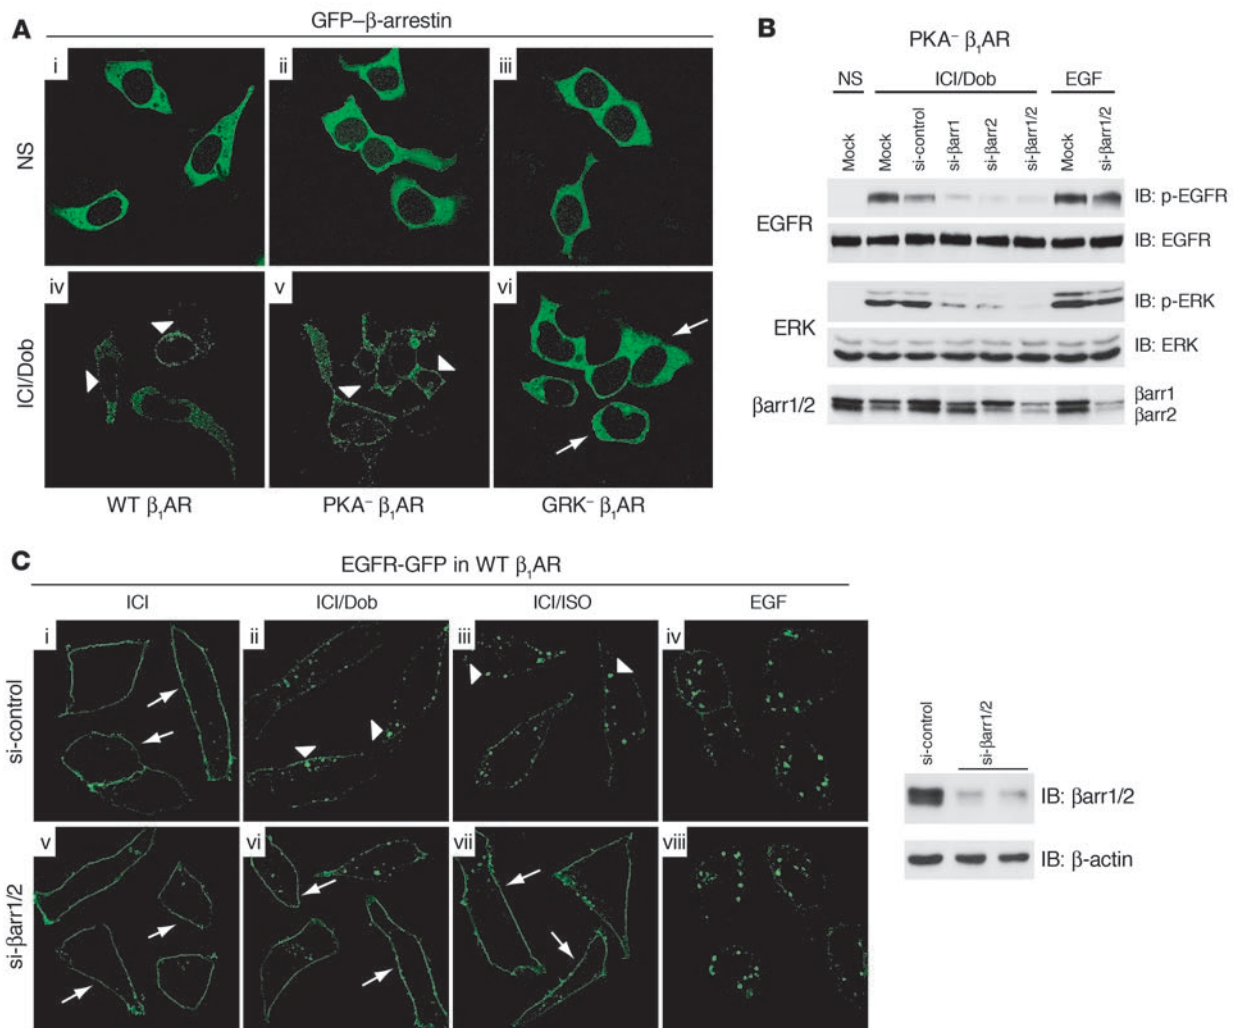 A
GFP–β-arrestin
i
ii
iii
NS
iv
v
vi
ICI/Dob
WT β₁AR
PKA⁻ β₁AR
GRK⁻ β₁AR
B
PKA⁻ β₁AR
NS
ICI/Dob
EGF
Mock
Mock
si-control
si-βarr1
si-βarr2
si-βarr1/2
Mock
si-βarr1/2
EGFR
IB: p-EGFR
IB: EGFR
ERK
IB: p-ERK
IB: ERK
βarr1/2
βarr1
βarr2
C
EGFR-GFP in WT β₁AR
ICI
ICI/Dob
ICI/ISO
EGF
i
ii
iii
iv
si-control
v
vi
vii
viii
si-βarr1/2
si-control
si-βarr1/2
IB: βarr1/2
IB: β-actin